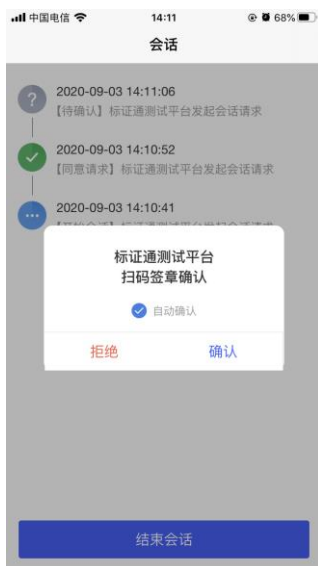 中国电信 14:11 68%
会话
2020-09-03 14:11:06
【待确认】标证通测试平台发起会话请求
2020-09-03 14:10:52
【同意请求】标证通测试平台发起会话请求
2020-09-03 14:10:41
标证通测试平台
扫码签章确认
自动确认
拒绝 确认
结束会话